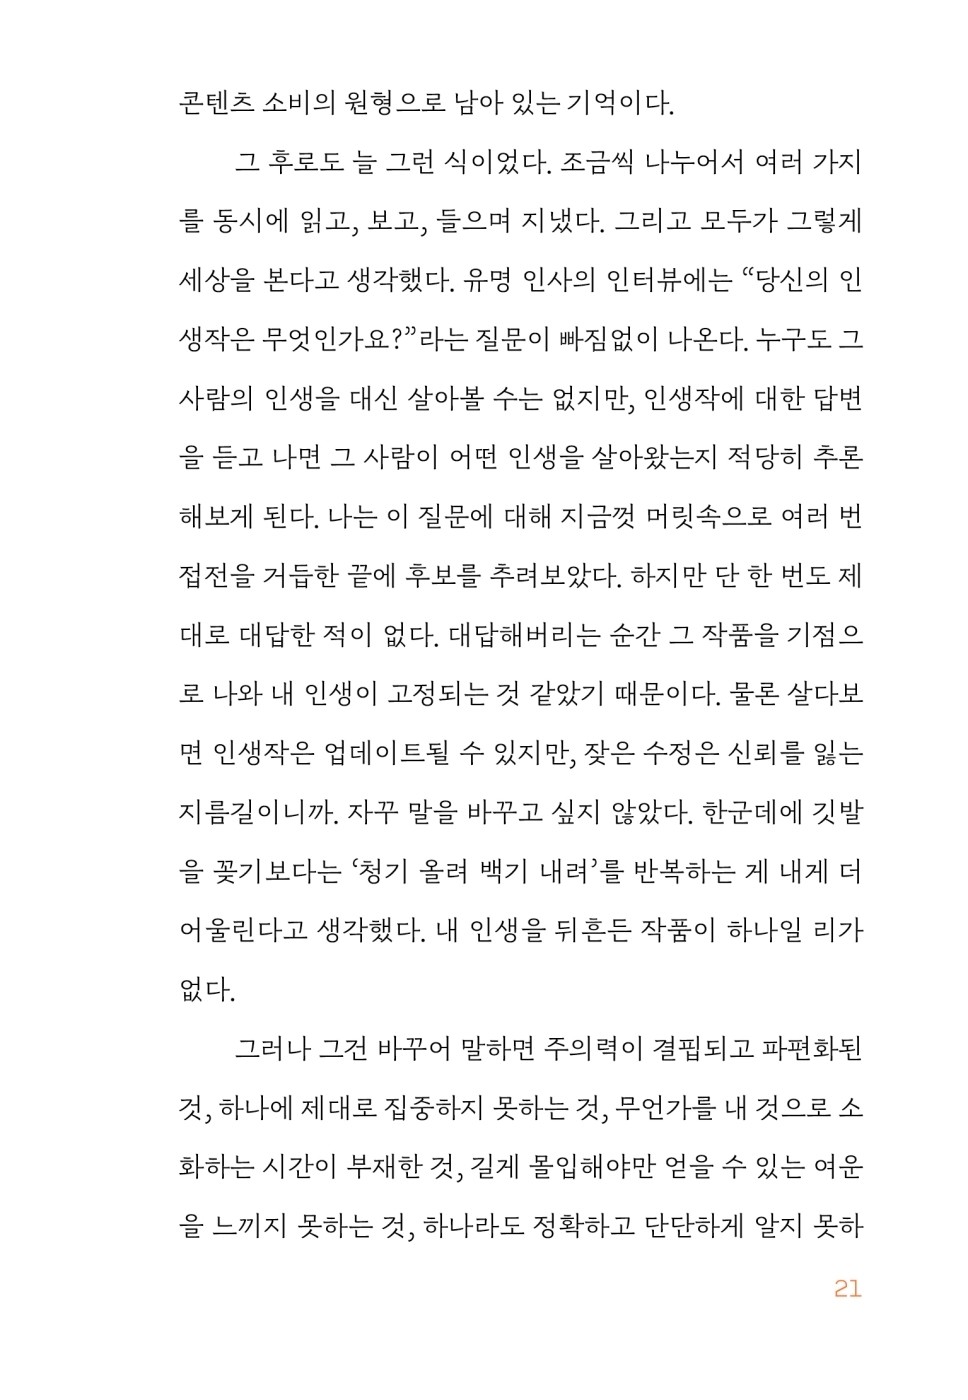 콘텐츠 소비의 원형으로 남아 있는 기억이다.
그 후로도 늘 그런 식이었다. 조금씩 나누어서 여러 가지
를 동시에 읽고, 보고, 들으며 지냈다. 그리고 모두가 그렇게
세상을 본다고 생각했다. 유명 인사의 인터뷰에는 “당신의 인
생작은 무엇인가요?”라는 질문이 빠짐없이 나온다. 누구도 그
사람의 인생을 대신 살아볼 수는 없지만, 인생작에 대한 답변
을 듣고 나면 그 사람이 어떤 인생을 살아왔는지 적당히 추론
해보게 된다. 나는 이 질문에 대해 지금껏 머릿속으로 여러 번
접전을 거듭한 끝에 후보를 추려보았다. 하지만 단 한 번도 제
대로 대답한 적이 없다. 대답해버리는 순간 그 작품을 기점으
로 나와 내 인생이 고정되는 것 같았기 때문이다. 물론 살다보
면 인생작은 업데이트될 수 있지만, 잦은 수정은 신뢰를 잃는
지름길이니까. 자꾸 말을 바꾸고 싶지 않았다. 한군데에 깃발
을 꽂기보다는 ‘청기 올려 백기 내려’를 반복하는 게 내게 더
어울린다고 생각했다. 내 인생을 뒤흔든 작품이 하나일 리가
없다.
그러나 그건 바꾸어 말하면 주의력이 결핍되고 파편화된
것, 하나에 제대로 집중하지 못하는 것, 무언가를 내 것으로 소
화하는 시간이 부재한 것, 길게 몰입해야만 얻을 수 있는 여운
을 느끼지 못하는 것, 하나라도 정확하고 단단하게 알지 못하
21